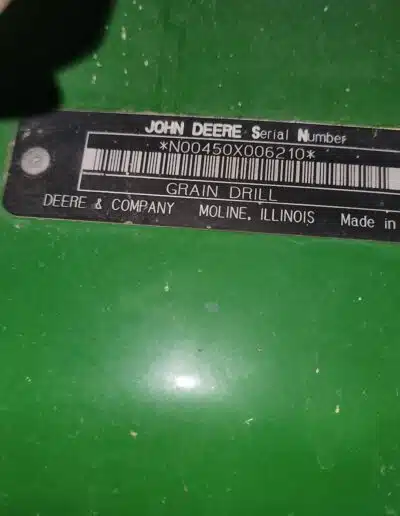 JOHN DEERE Serial Number
*N00450X006210*
GRAIN DRILL
DEERE & COMPANY MOLINE, ILLINOIS Made in